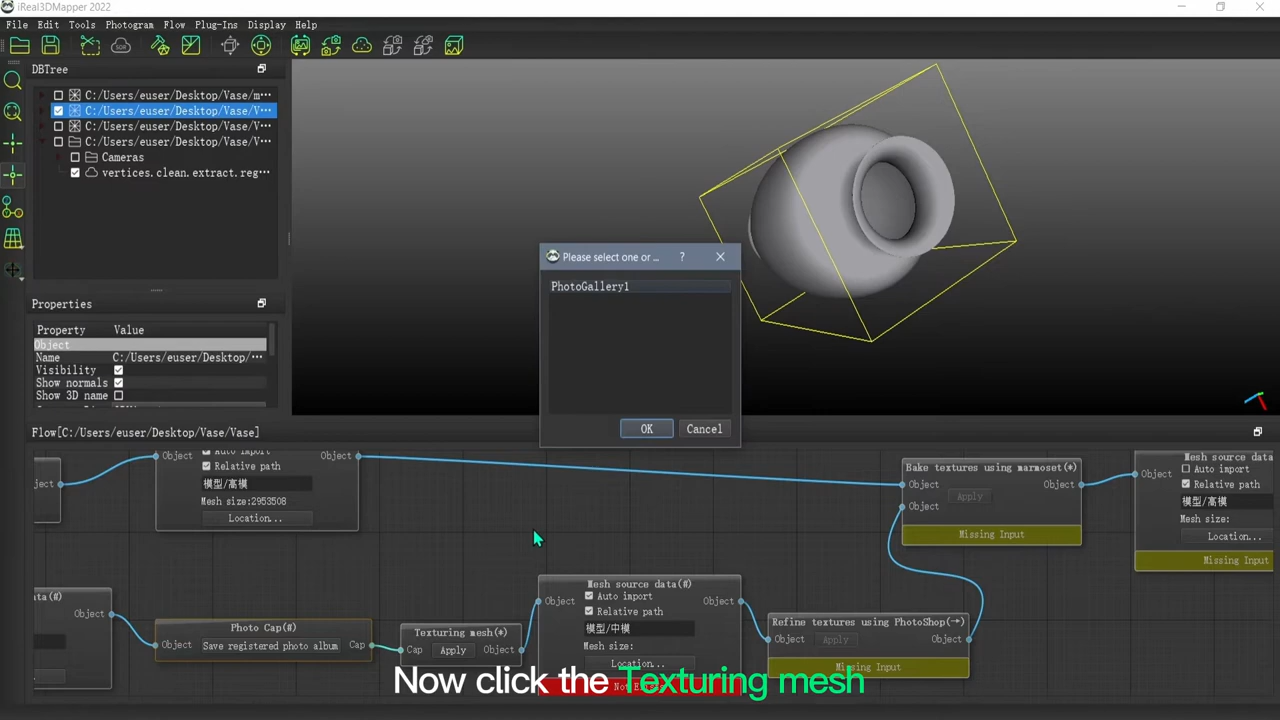 iReal3DMapper 2022
File Edit Tools Photogram Flow Plug-Ins Display Help
DBTree
C:/Users/euser/Desktop/Vase/m···
C:/Users/euser/Desktop/Vase/V···
C:/Users/euser/Desktop/Vase/V···
C:/Users/euser/Desktop/Vase/V···
Cameras
vertices.clean.extract.reg···
Properties
Property Value
Object
Name C:/Users/euser/Desktop/···
Visibility
Show normals
Show 3D name
Please select one or ... ?
PhotoGallery1
OK Cancel
Flow[C:/Users/euser/Desktop/Vase/Vase]
ject
Object Auto import Object
Relative path
模型/高模
Mesh size:2953508
Location...
Bake textures using marmoset(*)
Object Apply Object
Object
Missing Input
Mesh source data
Object Auto import
Relative path
模型/高模
Mesh size:
Location...
Missing Input
ata(#)
Object
Photo Cap(#)
Object Save registered photo album Cap
Texturing mesh(*)
Cap Apply Object
Mesh source data(#)
Object Auto import Object
Relative path
模型/中模
Mesh size:
Location...
Refine textures using PhotoShop(→)
Object Apply Object
Missing Input
Now click the Texturing mesh